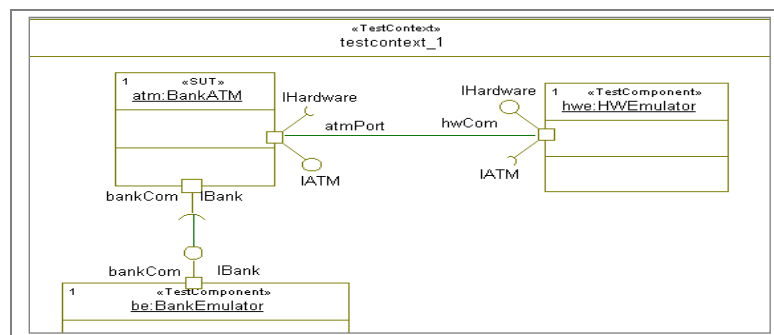 «TestContext»
testcontext_1
1 «SUT»
atm:BankATM
IHardware
atmPort
IATM
IHardware
hwCom
IATM
1 «TestComponent»
hwe:HWEmulator
bankCom IBank
bankCom IBank
1 «TestComponent»
be:BankEmulator